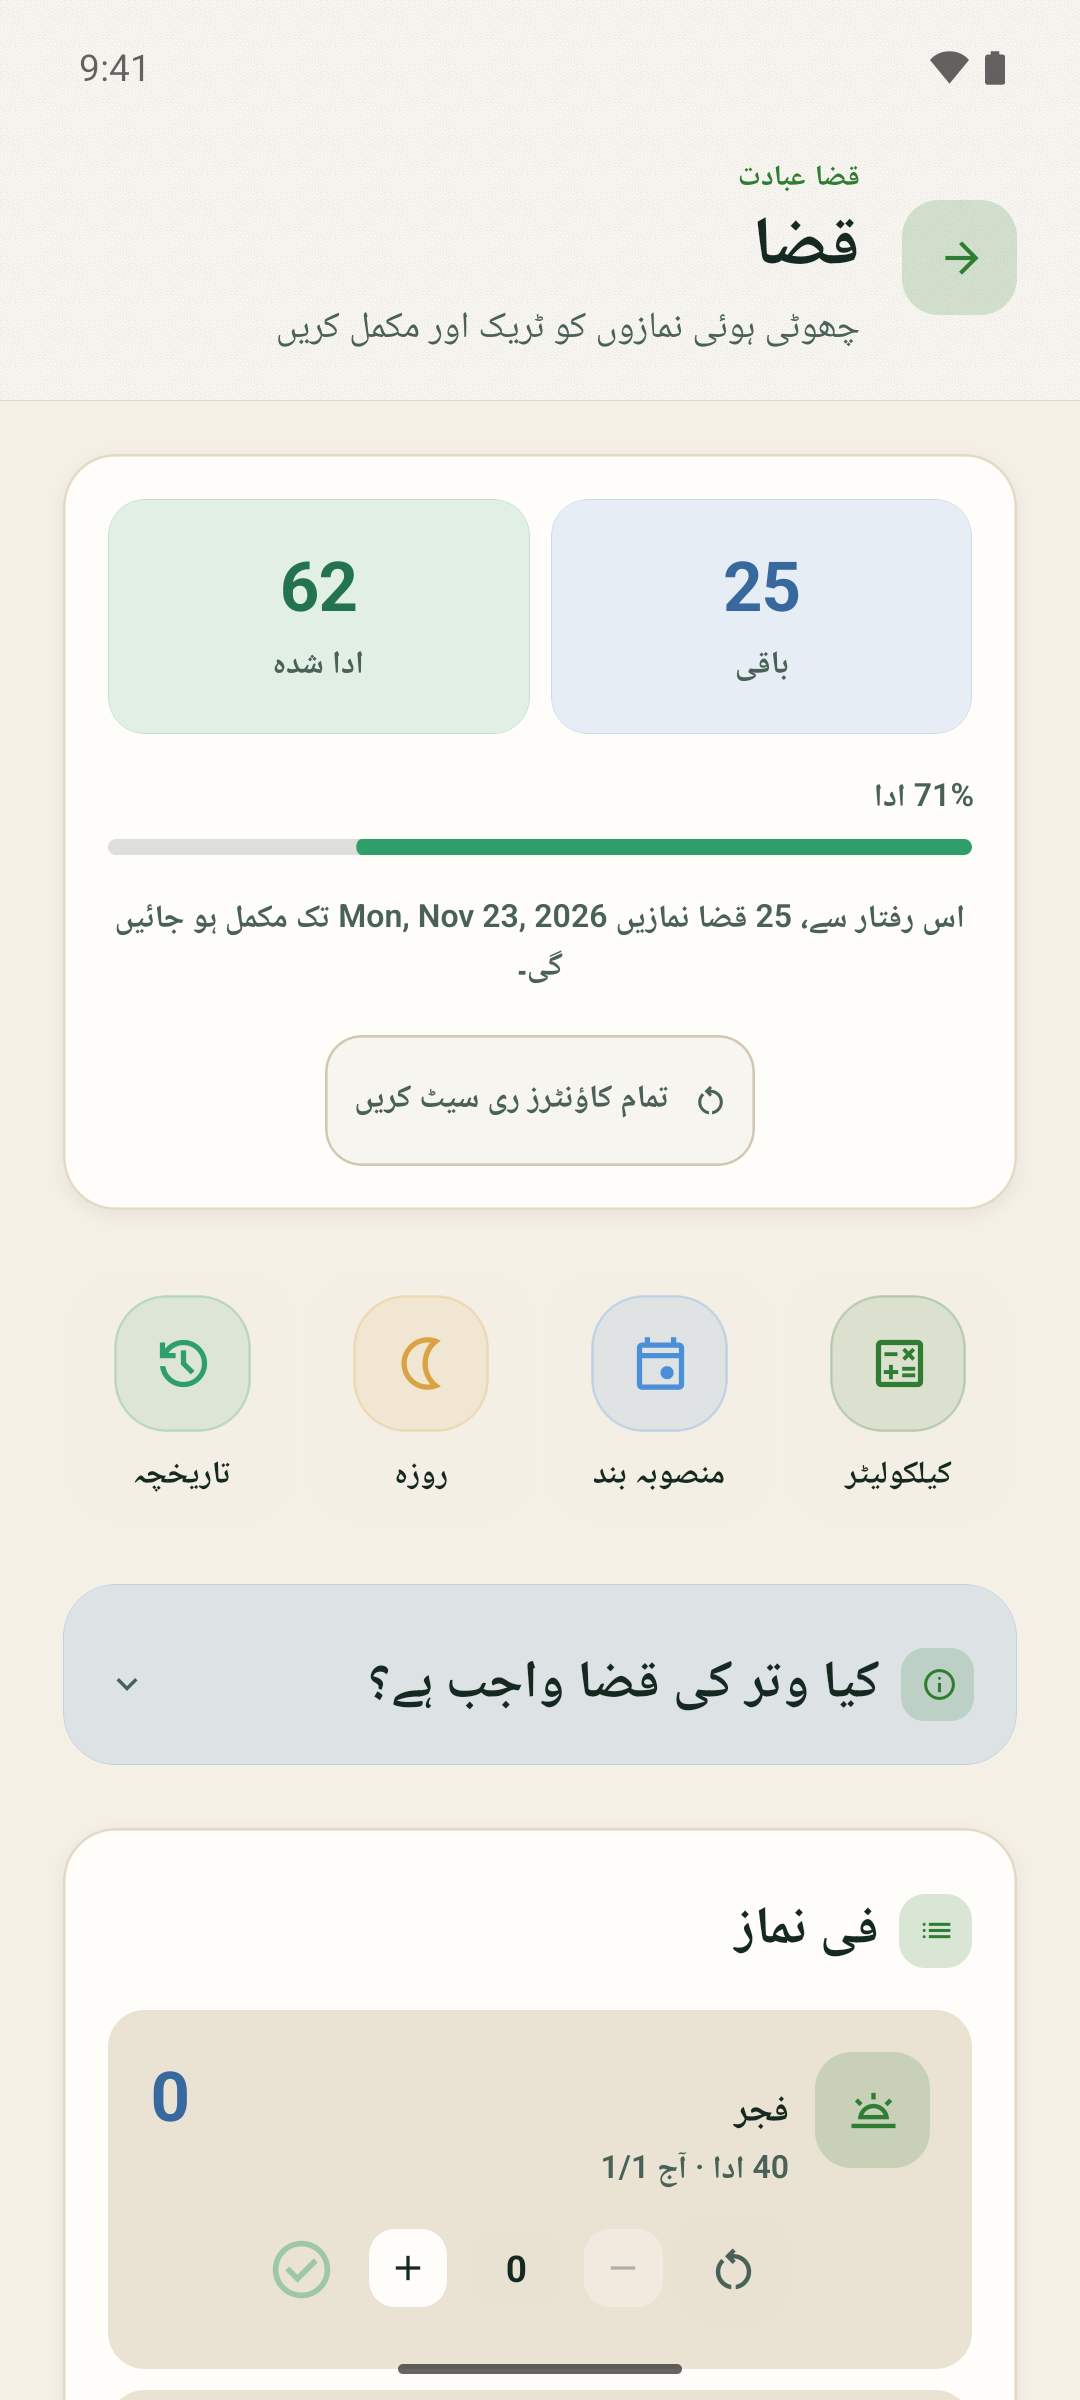 9:41
قضا عبادت
قضا
چھوٹی ہوئی نمازوں کو ٹریک اور مکمل کریں
25
باقی
62
ادا شدہ
71% ادا
اس رفتار سے، 25 قضا نمازیں Mon, Nov 23, 2026 تک مکمل ہو جائیں
گی۔
تمام کاؤنٹرز ری سیٹ کریں
کیلکولیٹر
منصوبہ بند
روزہ
تاریخچہ
کیا وتر کی قضا واجب ہے؟
فی نماز
فجر
0
40 ادا · آج 1/1
0